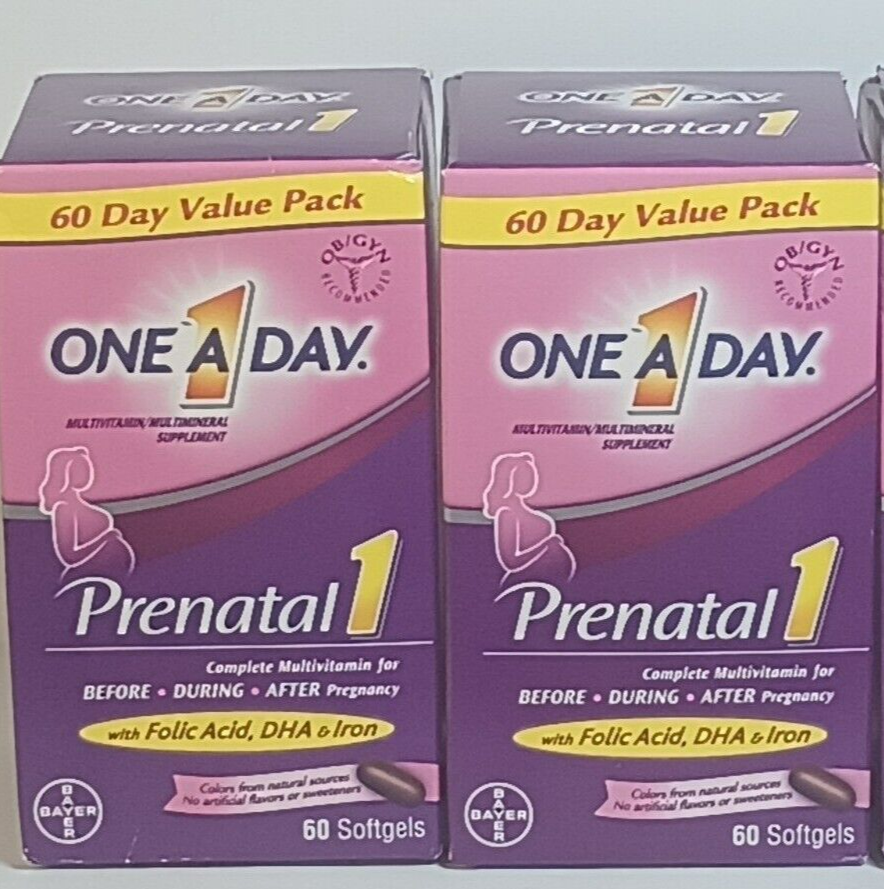 ONE A DAY
Prenatal 1
60 Day Value Pack
OB/GYN
RECOMMENDED
ONE A 1 DAY.
MULTIVITAMIN/MULTIMINERAL
SUPPLEMENT
Prenatal 1
Complete Multivitamin for
BEFORE • DURING • AFTER Pregnancy
with Folic Acid, DHA & Iron
Colors from natural sources
No artificial flavors or sweeteners
BAYER
BAYER
60 Softgels
ONE A DAY
Prenatal 1
60 Day Value Pack
OB/GYN
RECOMMENDED
ONE A 1 DAY.
MULTIVITAMIN/MULTIMINERAL
SUPPLEMENT
Prenatal 1
Complete Multivitamin for
BEFORE • DURING • AFTER Pregnancy
with Folic Acid, DHA & Iron
Colors from natural sources
No artificial flavors or sweeteners
BAYER
BAYER
60 Softgels